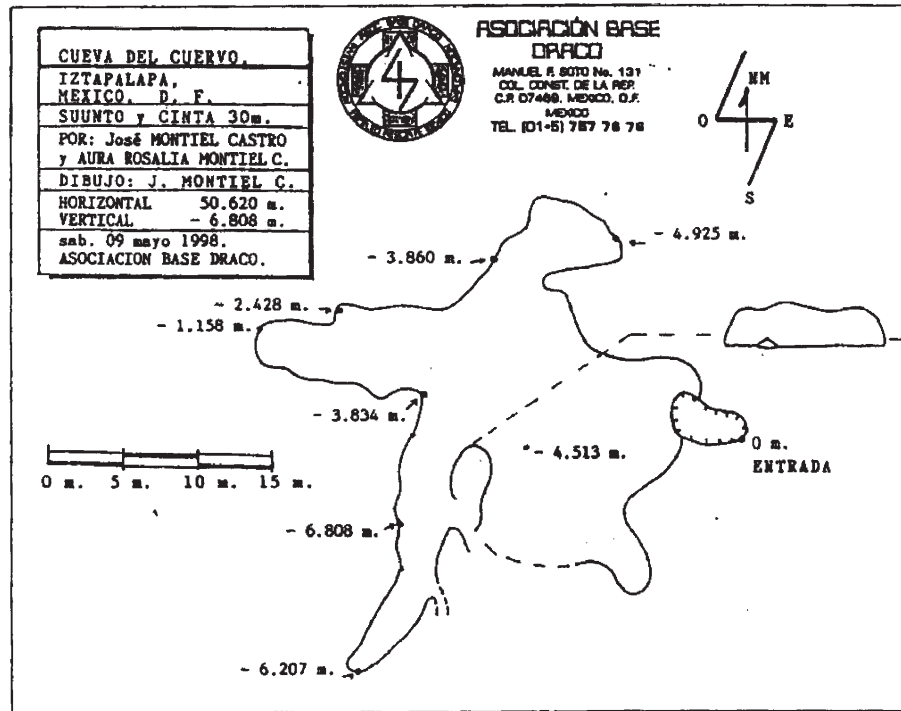 CUEVA DEL CUERVO.
IZTAPALAPA,
MEXICO. D. F.
SUUNTO y CINTA 30m.
POR: José MONTIEL CASTRO
y AURA ROSALIA MONTIEL C.
DIBUJO: J. MONTIEL C.
HORIZONTAL 50.620 m.
VERTICAL - 6.808 m.
sab. 09 mayo 1998.
ASOCIACION BASE DRACO.
ASOCIACIÓN BASE
DRACO
MANUEL F. SOTO No. 131
COL. CONST. DE LA REP.
C.P. 07469. MEXICO, D.F.
MEXICO
TEL. (01-5) 757 76 76
NM
O E
S
- 4.925 m.
- 3.860 m.
- 2.428 m.
- 1.158 m.
- 3.834 m.
- 4.513 m.
0 m.
ENTRADA
0 m. 5 m. 10 m. 15 m.
- 6.808 m.
- 6.207 m.